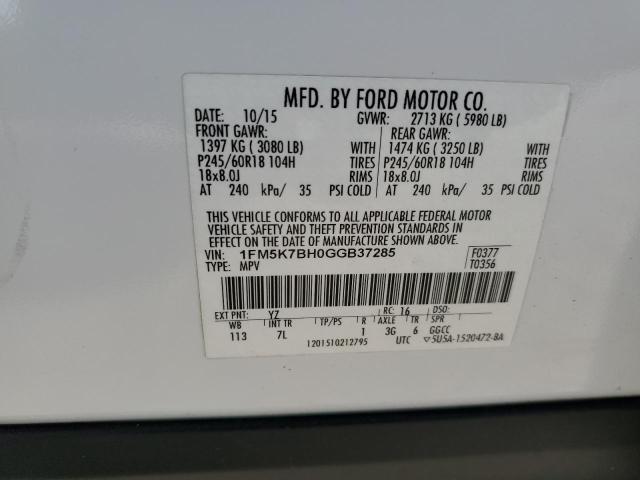 MFD. BY FORD MOTOR CO.
DATE: 10/15 GVWR: 2713 KG ( 5980 LB)
FRONT GAWR: REAR GAWR:
1397 KG ( 3080 LB) 1474 KG ( 3250 LB)
P245/60R18 104H TIRES P245/60R18 104H TIRES
18x8.0J RIMS 18x8.0J RIMS
AT 240 kPa/ 35 PSI COLD AT 240 kPa/ 35 PSI COLD
THIS VEHICLE CONFORMS TO ALL APPLICABLE FEDERAL MOTOR
VEHICLE SAFETY AND THEFT PREVENTION STANDARDS IN
EFFECT ON THE DATE OF MANUFACTURE SHOWN ABOVE.
VIN: 1FM5K7BH0GGB37285 F0377
TYPE: MPV T0356
EXT PNT: YZ RC: 16 DSO:
WB INT TR TP/PS R AXLE TR SPR
113 7L 1 3G 6 GGCC
1201510212795 UTC ▽5U5A-1520472-BA